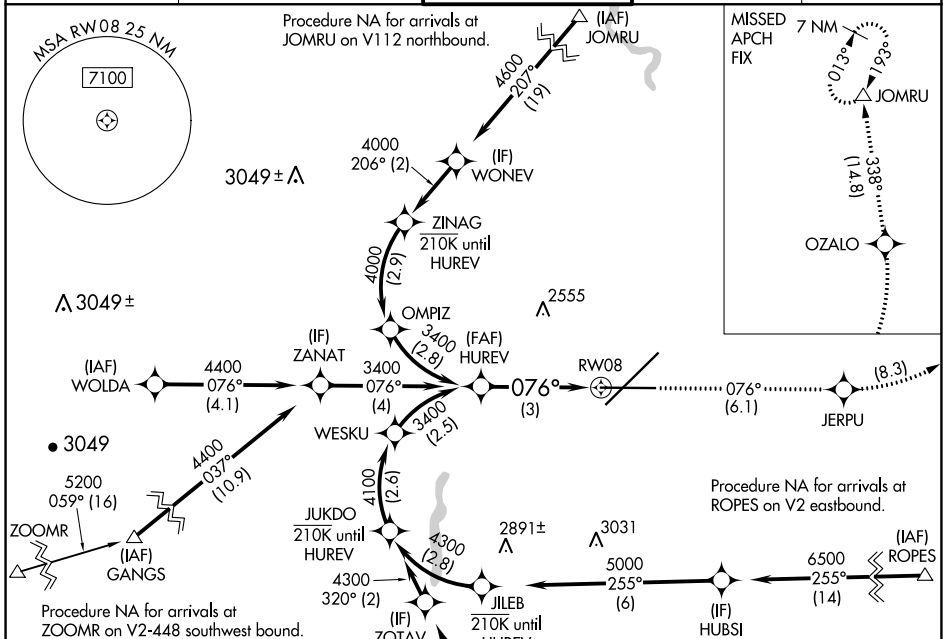 MSA RW08 25 NM
7100
Procedure NA for arrivals at
JOMRU on V112 northbound.
(IAF)
JOMRU
4600
207°
(19)
MISSED
APCH
FIX
7 NM
013°
193°
JOMRU
338°
(14.8)
OZALO
4000
206° (2)
(IF)
WONEV
3049±
ZINAG
210K until
HUREV
4000
(2.9)
3049±
OMPIZ
3400
(2.8)
2555
(IAF)
WOLDA
4400
076°
(4.1)
(IF)
ZANAT
3400
076°
(4)
(FAF)
HUREV
076°
(3)
RW08
076°
(6.1)
JERPU
(8.3)
WESKU
3400
(2.5)
3049
4400
037°
(10.9)
5200
059° (16)
ZOOMR
(IAF)
GANGS
4100
(2.6)
JUKDO
210K until
HUREV
4300
(2.8)
2891±
3031
Procedure NA for arrivals at
ROPES on V2 eastbound.
(IAF)
ROPES
6500
255°
(14)
5000
255°
(6)
(IF)
HUBSI
4300
320° (2)
JILEB
210K until
HUREV
(IF)
ZOTAV
Procedure NA for arrivals at
ZOOMR on V2-448 southwest bound.